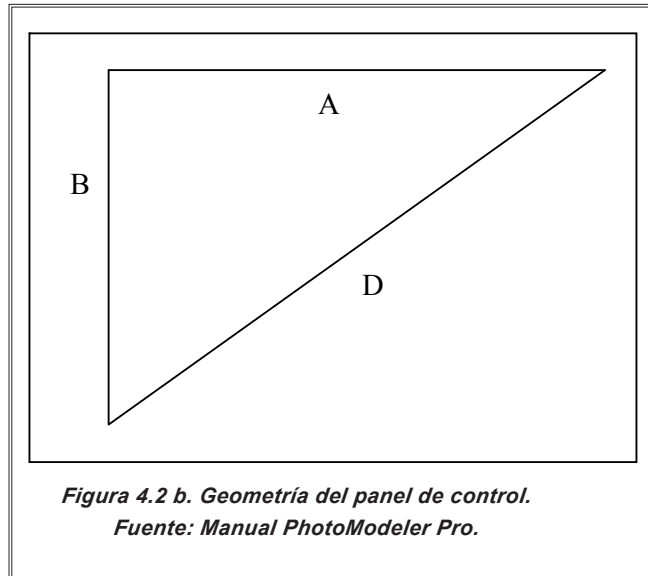 A
B
D
Figura 4.2 b. Geometría del panel de control.
Fuente: Manual PhotoModeler Pro.